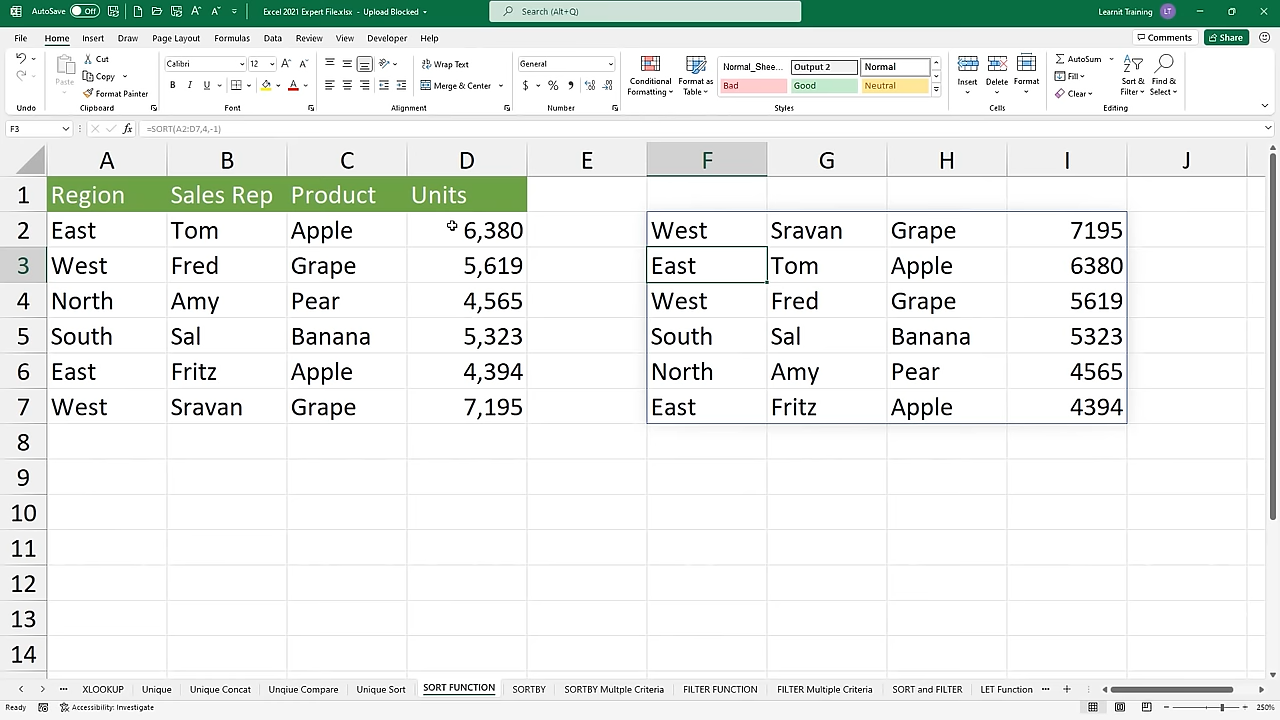 AutoSave Off Excel 2021 Expert File.xlsx - Upload Blocked Search (Alt+Q) Learnit Training LT
File Home Insert Draw Page Layout Formulas Data Review View Developer Help Comments Share
Undo
Paste Cut Copy Format Painter Clipboard
Calibri 12 B I U Font
Wrap Text Merge & Center Alignment
General $ % , Number
Conditional Formatting Format as Table Normal_She... Output 2 Normal Bad Good Neutral Styles
Insert Delete Format Cells
AutoSum Fill Clear Sort & Filter Find & Select Editing
F3 fx =SORT(A2:D7,4,-1)
A B C D E F G H I J
1 Region Sales Rep Product Units
2 East Tom Apple 6,380 West Sravan Grape 7195
3 West Fred Grape 5,619 East Tom Apple 6380
4 North Amy Pear 4,565 West Fred Grape 5619
5 South Sal Banana 5,323 South Sal Banana 5323
6 East Fritz Apple 4,394 North Amy Pear 4565
7 West Sravan Grape 7,195 East Fritz Apple 4394
8
9
10
11
12
13
14
... XLOOKUP Unique Unique Concat Unqiue Compare Unique Sort SORT FUNCTION SORTBY SORTBY Multple Criteria FILTER FUNCTION FILTER Multiple Criteria SORT and FILTER LET Function ...
Ready Accessibility: Investigate 250%